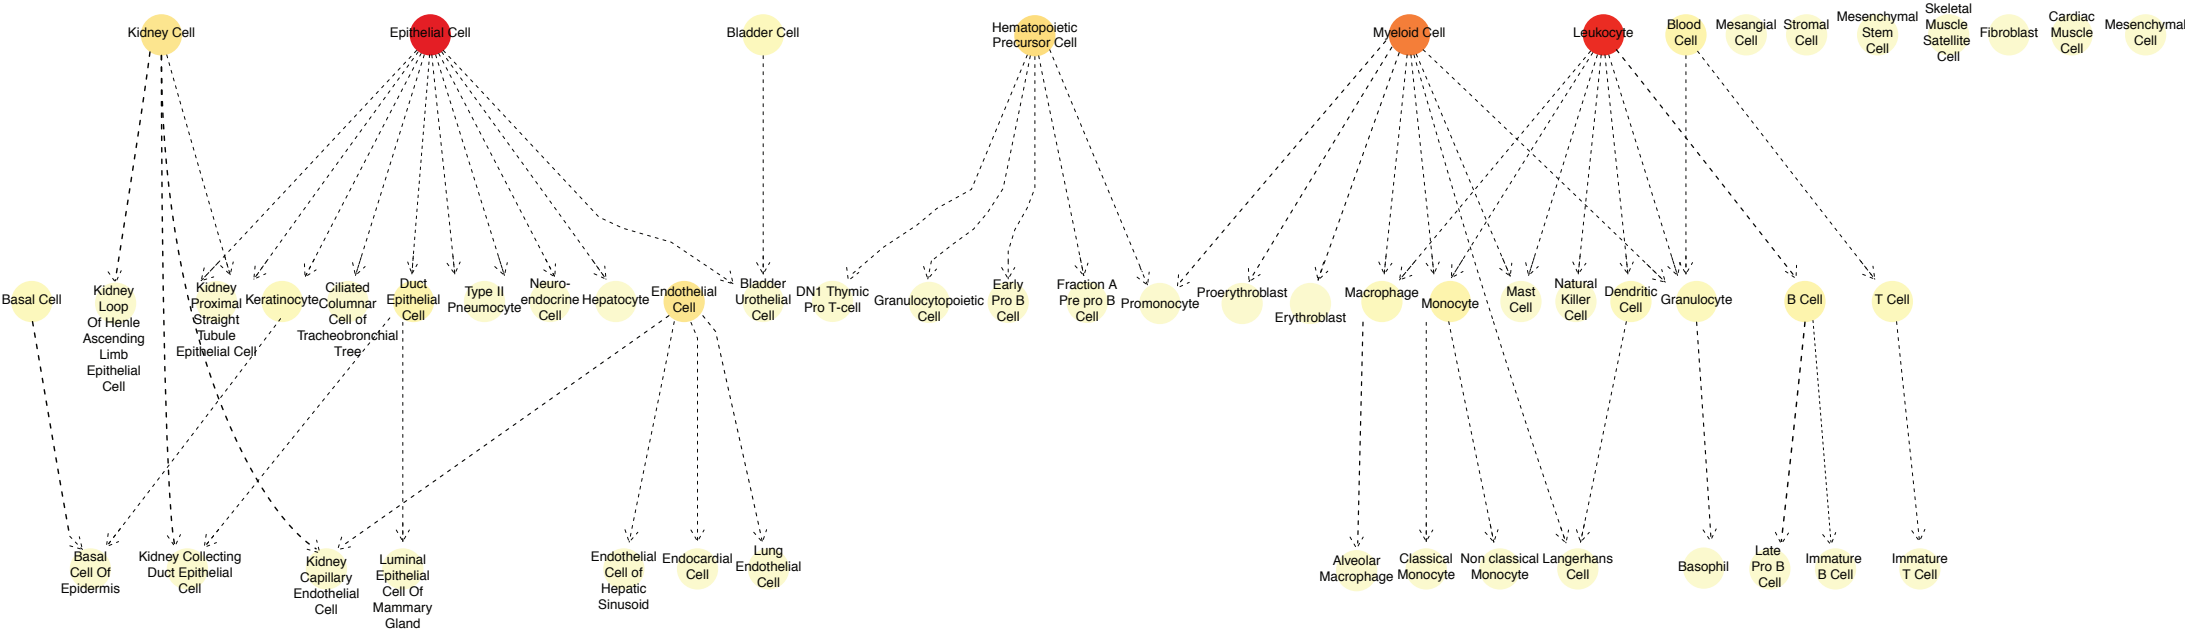 Kidney Cell
Epithelial Cell
Bladder Cell
Hematopoietic
Precursor Cell
Myeloid Cell
Leukocyte
Blood
Cell
Mesangial
Cell
Stromal
Cell
Mesenchymal
Stem
Cell
Skeletal
Muscle
Satellite
Cell
Fibroblast
Cardiac
Muscle
Cell
Mesenchymal
Cell
Basal Cell
Kidney
Loop
Of Henle
Ascending
Limb
Epithelial
Cell
Kidney
Proximal
Straight
Tubule
Epithelial Cell
Keratinocyte
Ciliated
Columnar
Cell of
Tracheobronchial
Tree
Duct
Epithelial
Cell
Type II
Pneumocyte
Neuro-
endocrine
Cell
Hepatocyte
Endothelial
Cell
Bladder
Urothelial
Cell
DN1 Thymic
Pro T-cell
Granulocytopoietic
Cell
Early
Pro B
Cell
Fraction A
Pre pro B
Cell
Promonocyte
Proerythroblast
Erythroblast
Macrophage
Monocyte
Mast
Cell
Natural
Killer
Cell
Dendritic
Cell
Granulocyte
B Cell
T Cell
Basal
Cell Of
Epidermis
Kidney Collecting
Duct Epithelial
Cell
Kidney
Capillary
Endothelial
Cell
Luminal
Epithelial
Cell Of
Mammary
Gland
Endothelial
Cell of
Hepatic
Sinusoid
Endocardial
Cell
Lung
Endothelial
Cell
Alveolar
Macrophage
Classical
Monocyte
Non classical
Monocyte
Langerhans
Cell
Basophil
Late
Pro B
Cell
Immature
B Cell
Immature
T Cell